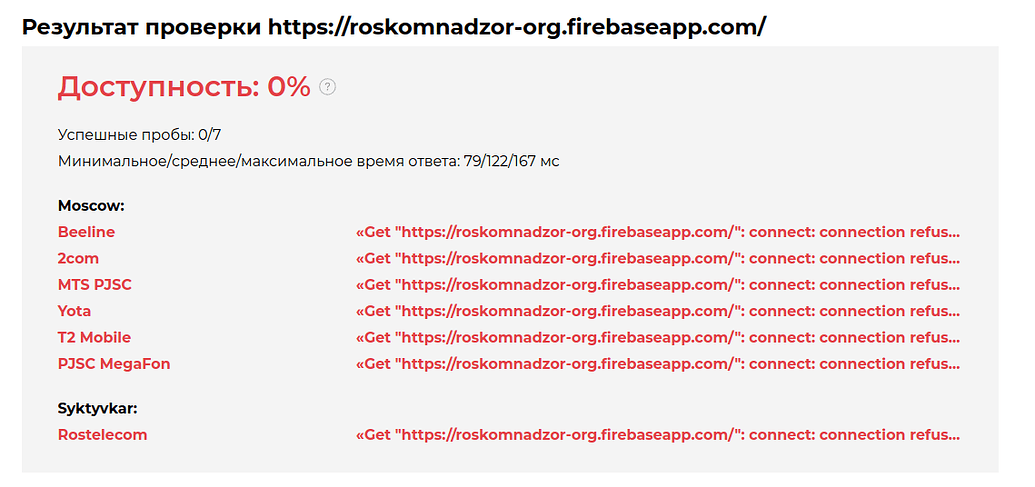 Результат проверки https://roskomnadzor-org.firebaseapp.com/
Доступность: 0% ?
Успешные пробы: 0/7
Минимальное/среднее/максимальное время ответа: 79/122/167 мс
Moscow:
Beeline «Get "https://roskomnadzor-org.firebaseapp.com/": connect: connection refus...
2com «Get "https://roskomnadzor-org.firebaseapp.com/": connect: connection refus...
MTS PJSC «Get "https://roskomnadzor-org.firebaseapp.com/": connect: connection refus...
Yota «Get "https://roskomnadzor-org.firebaseapp.com/": connect: connection refus...
T2 Mobile «Get "https://roskomnadzor-org.firebaseapp.com/": connect: connection refus...
PJSC MegaFon «Get "https://roskomnadzor-org.firebaseapp.com/": connect: connection refus...
Syktyvkar:
Rostelecom «Get "https://roskomnadzor-org.firebaseapp.com/": connect: connection refus...